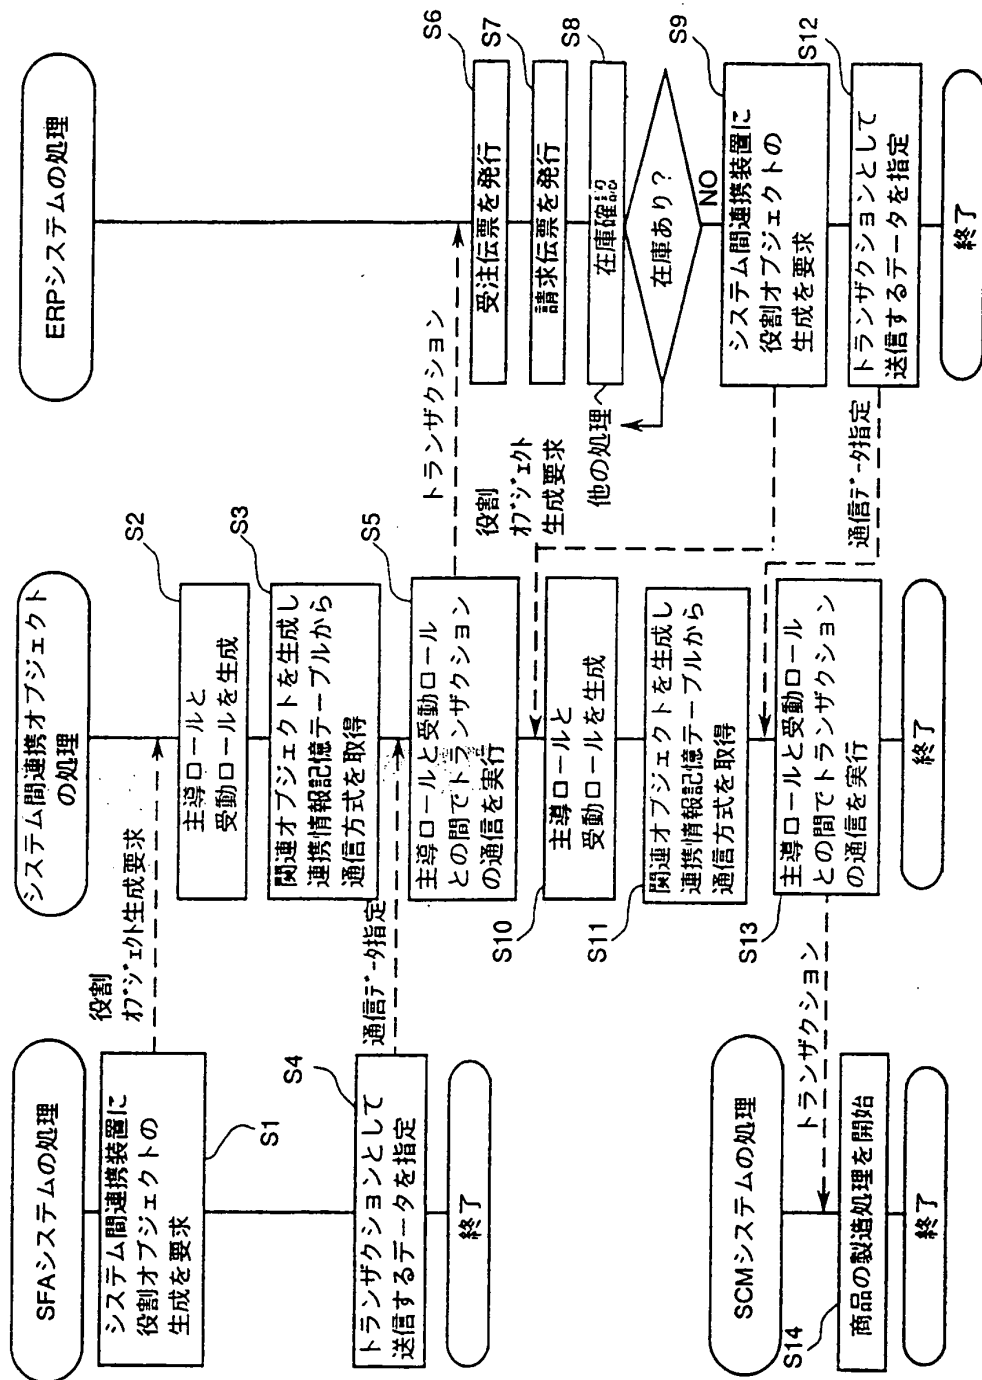 SFAシステムの処理
システム間連携装置に
役割オブジェクトの
生成を要求
S1
役割
ｵﾌﾞｼﾞｪｸﾄ生成要求
トランザクションとして
送信するデータを指定
S4
通信ﾃﾞｰﾀ指定
終了
システム間連携オブジェクト
の処理
主導ロールと
受動ロールを生成
S2
関連オブジェクトを生成し
連携情報記憶テーブルから
通信方式を取得
S3
主導ロールと受動ロール
との間でトランザクション
の通信を実行
S5
トランザクション
主導ロールと
受動ロールを生成
S10
関連オブジェクトを生成し
連携情報記憶テーブルから
通信方式を取得
S11
主導ロールと受動ロール
との間でトランザクション
の通信を実行
S13
終了
ERPシステムの処理
受注伝票を発行
S6
請求伝票を発行
S7
在庫確認
S8
在庫あり？
NO
他の処理へ
システム間連携装置に
役割オブジェクトの
生成を要求
S9
役割
ｵﾌﾞｼﾞｪｸﾄ
生成要求
トランザクションとして
送信するデータを指定
S12
通信ﾃﾞｰﾀ指定
終了
SCMシステムの処理
トランザクション
商品の製造処理を開始
S14
終了